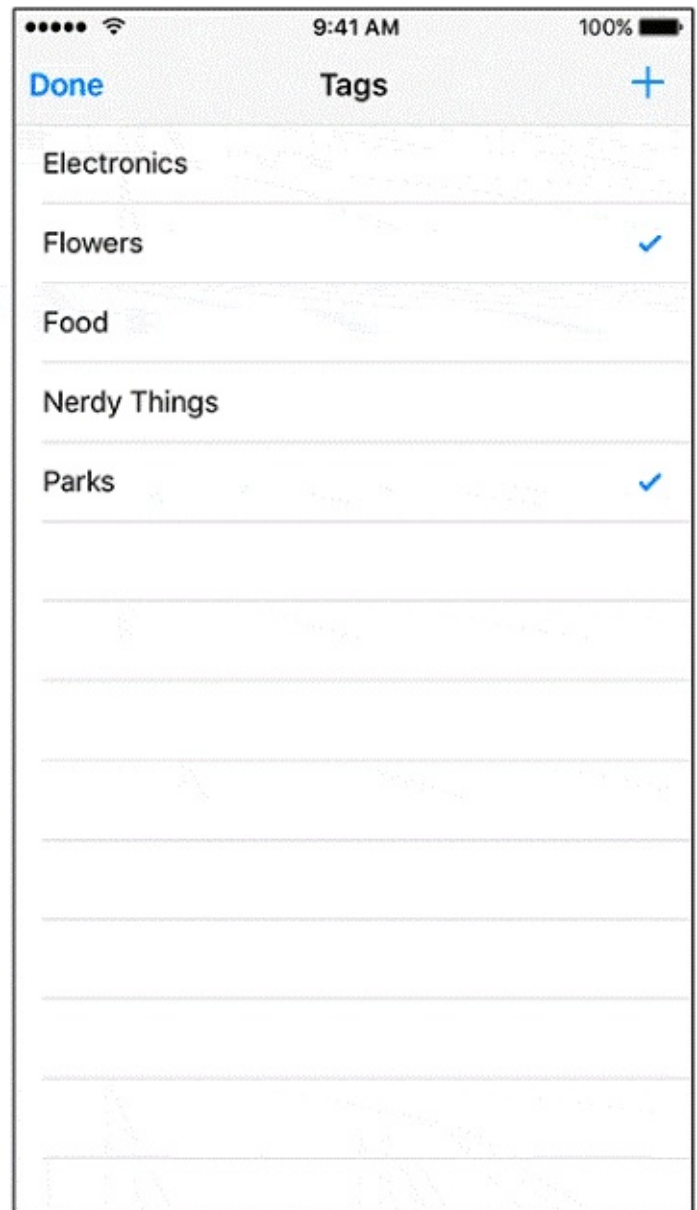 9:41 AM 100%
Done Tags +
Electronics
Flowers
Food
Nerdy Things
Parks